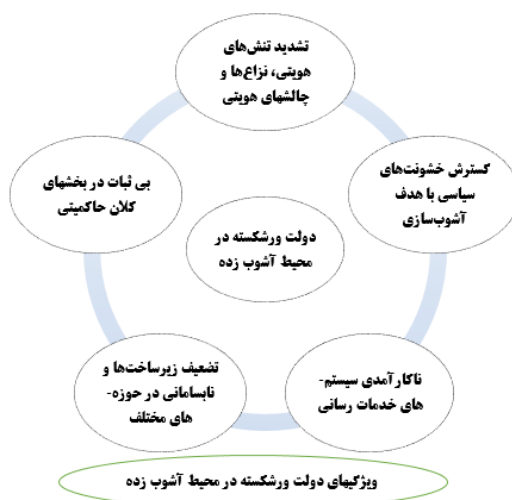 تشدید تنش‌های
هویتی، نزاع‌ها و
چالشهای هویتی
گسترش خشونت‌های
سیاسی با هدف
آشوب‌سازی
بی ثبات در بخشهای
کلان حاکمیتی
دولت ورشکسته در
محیط آشوب زده
ناکارآمدی سیستم-
های خدمات رسانی
تضعیف زیرساخت‌ها و
نابسامانی در حوزه-
های مختلف
ویژگیهای دولت ورشکسته در محیط آشوب زده